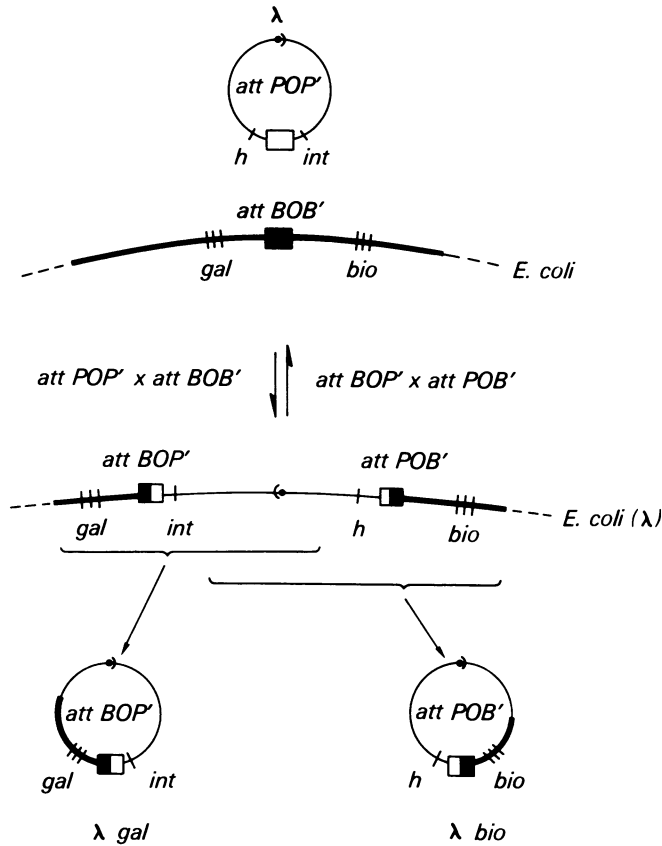 λ
att POP′
h int
att BOB′
gal bio E. coli
att POP′ x att BOB′ att BOP′ x att POB′
att BOP′ att POB′
gal int h bio E. coli (λ)
att BOP′ att POB′
gal int h bio
λ gal λ bio